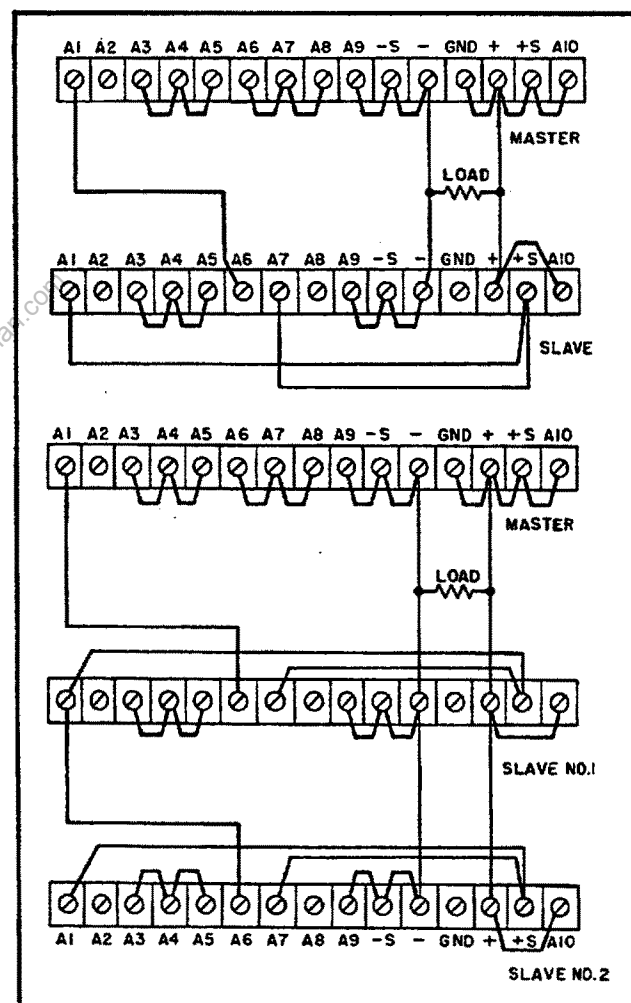 A1 A2 A3 A4 A5 A6 A7 A8 A9 -S - GND + +S A10
MASTER
LOAD
A1 A2 A3 A4 A5 A6 A7 A8 A9 -S - GND + +S A10
SLAVE
A1 A2 A3 A4 A5 A6 A7 A8 A9 -S - GND + +S A10
MASTER
LOAD
SLAVE NO.1
A1 A2 A3 A4 A5 A6 A7 A8 A9 -S - GND + +S A10
SLAVE NO.2